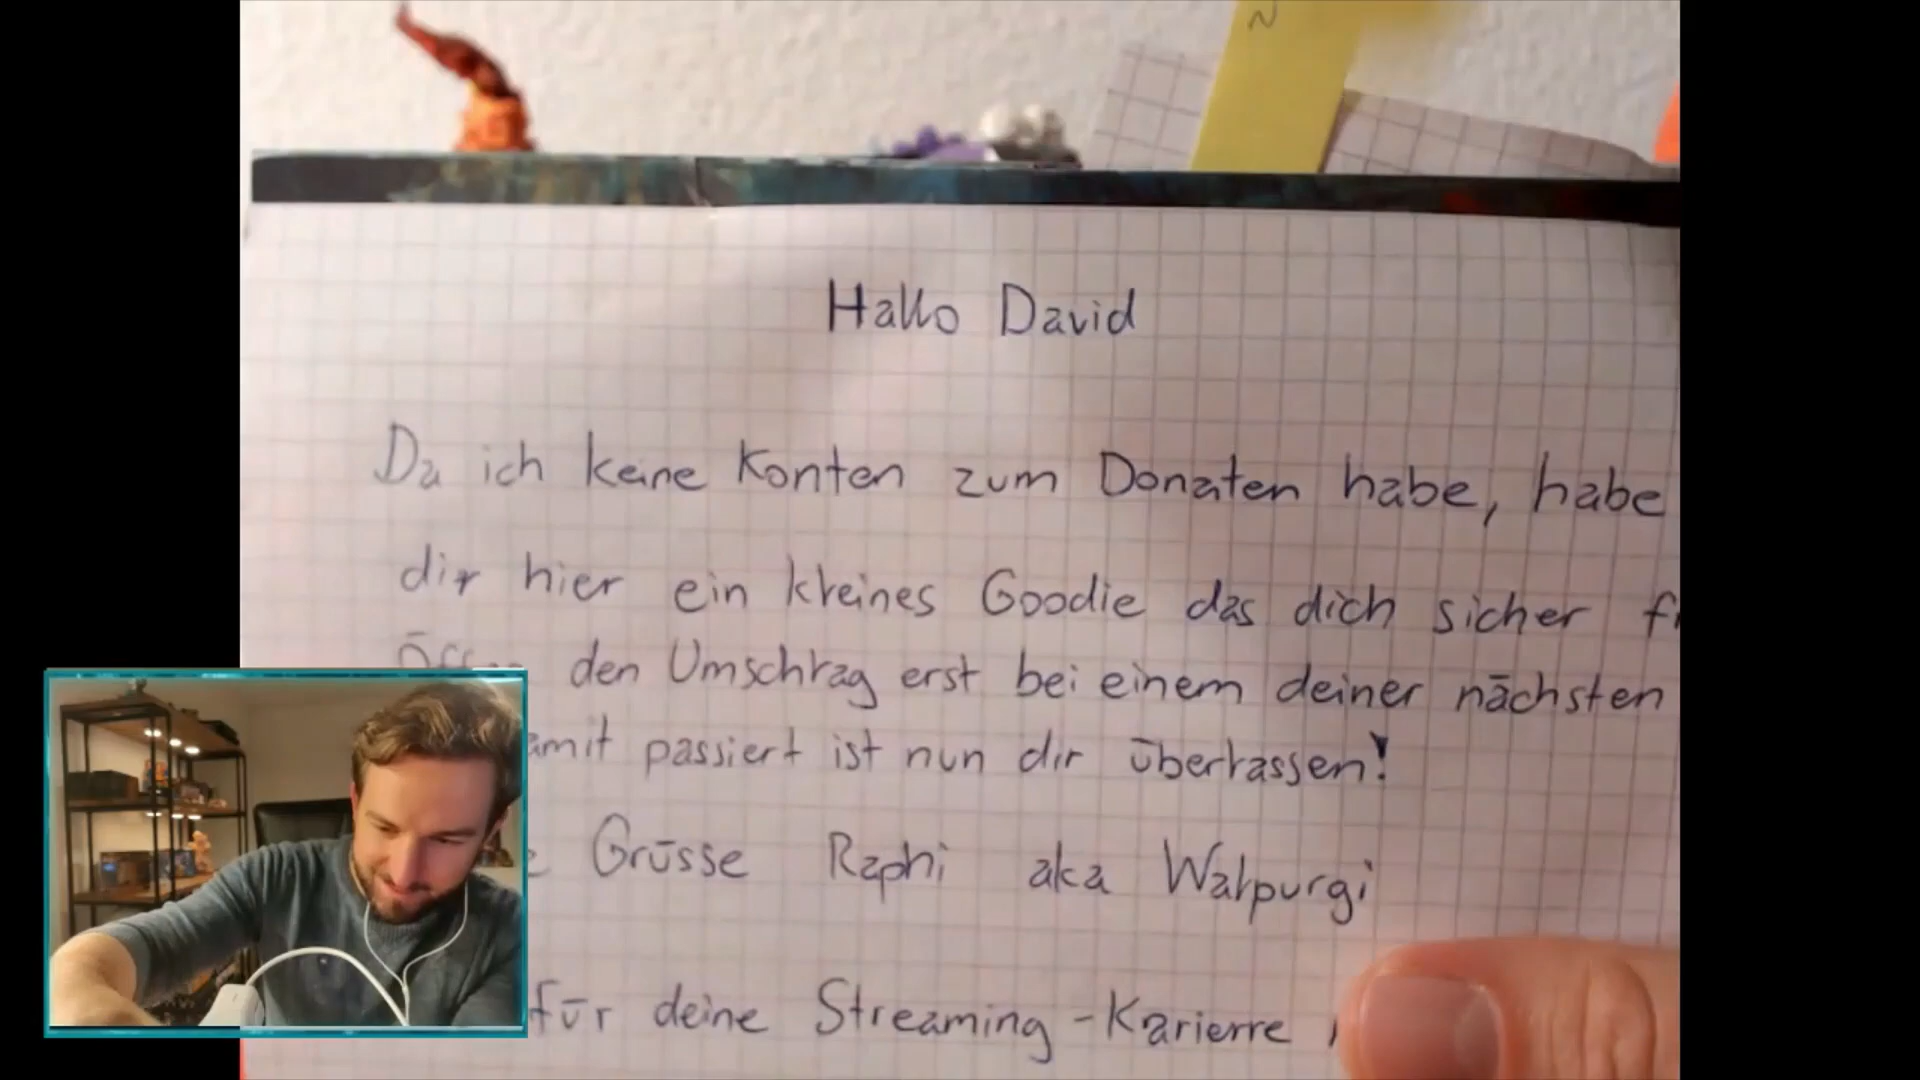 Hallo David
Da ich keine Konten zum Donaten habe, habe
dir hier ein kleines Goodie das dich sicher
den Umschlag erst bei einem deiner nächsten
passiert ist nun dir überlassen!
Grüsse Raphi aka Walpurgi
für deine Streaming-Karierre